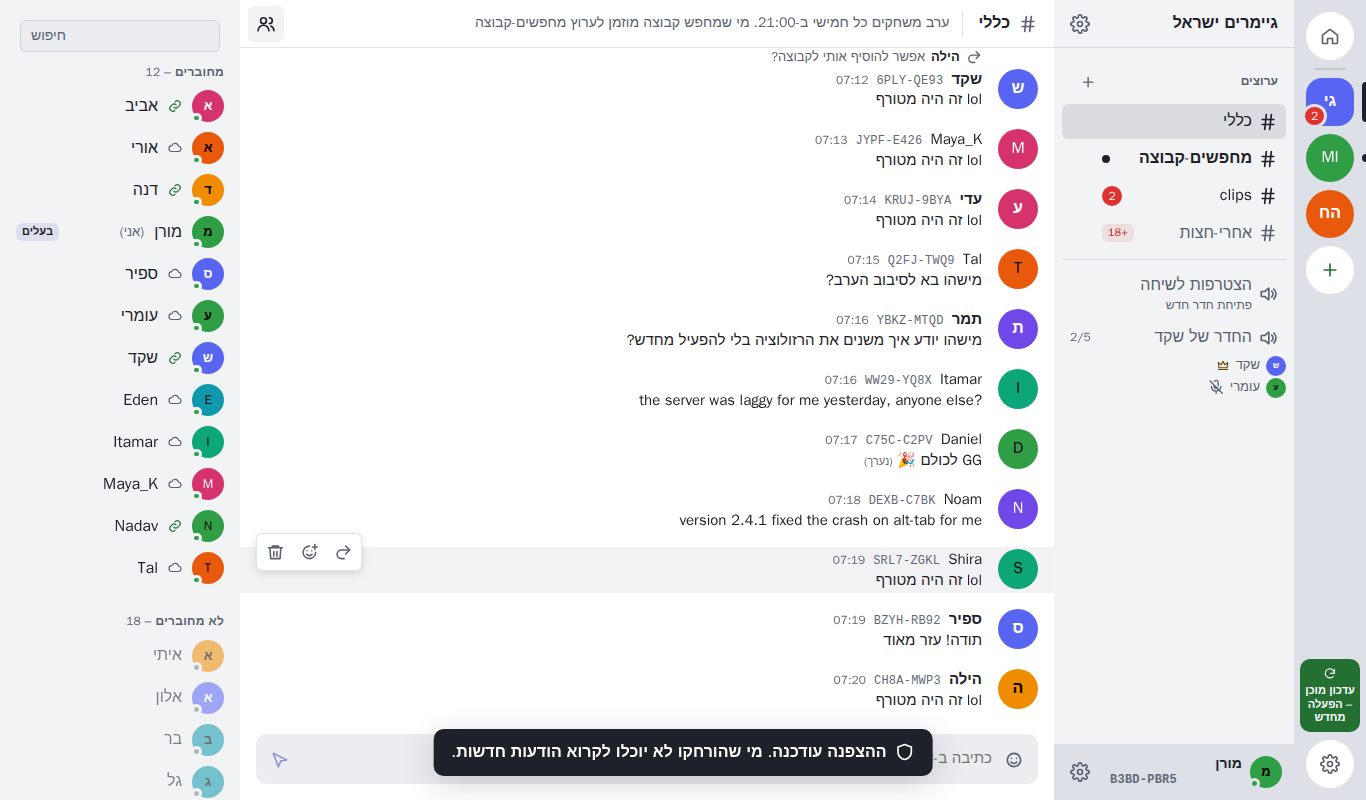 גי
2
MI
הח
עדכון מוכן – הפעלה מחדש
גיימרים ישראל
ערוצים
כללי
מחפשים-קבוצה
clips
2
אחרי-חצות
18+
הצטרפות לשיחה
פתיחת חדר חדש
החדר של שקד
2/5
ש שקד
ע עומרי
מ מורן
B3BD-PBR5
כללי
ערב משחקים כל חמישי ב-21:00. מי שמחפש קבוצה מוזמן לערוץ מחפשים-קבוצה
הילה אפשר להוסיף אותי לקבוצה?
ש שקד 6PLY-QE93 07:12
lol זה היה מטורף
M Maya_K JYPF-E426 07:13
lol זה היה מטורף
ע עדי KRUJ-9BYA 07:14
lol זה היה מטורף
T Tal Q2FJ-TWQ9 07:15
מישהו בא לסיבוב הערב?
ת תמר YBKZ-MTQD 07:16
מישהו יודע איך משנים את הרזולוציה בלי להפעיל מחדש?
I Itamar WW29-YQ8X 07:16
the server was laggy for me yesterday, anyone else?
D Daniel C75C-C2PV 07:17
GG לכולם 🎉 (נערך)
N Noam DEXB-C7BK 07:18
version 2.4.1 fixed the crash on alt-tab for me
S Shira SRL7-ZGKL 07:19
lol זה היה מטורף
ס ספיר BZYH-RB92 07:19
תודה! עזר מאוד
ה הילה CH8A-MWP3 07:20
lol זה היה מטורף
כתיבה ב-
ההצפנה עודכנה. מי שהורחקו לא יוכלו לקרוא הודעות חדשות.
חיפוש
מחוברים – 12
א אביב
א אורי
ד דנה
מ מורן (אני) בעלים
ס ספיר
ע עומרי
ש שקד
E Eden
I Itamar
M Maya_K
N Nadav
T Tal
לא מחוברים – 18
א איתי
א אלון
ב בר
ג גל